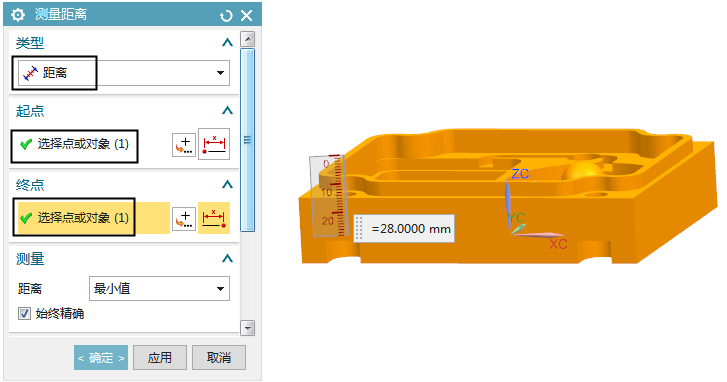 测量距离
类型
距离
起点
选择点或对象 (1)
终点
选择点或对象 (1)
测量
距离
最小值
始终精确
< 确定 >
应用
取消
0
10
20
=28.0000 mm
ZC
YC
XC